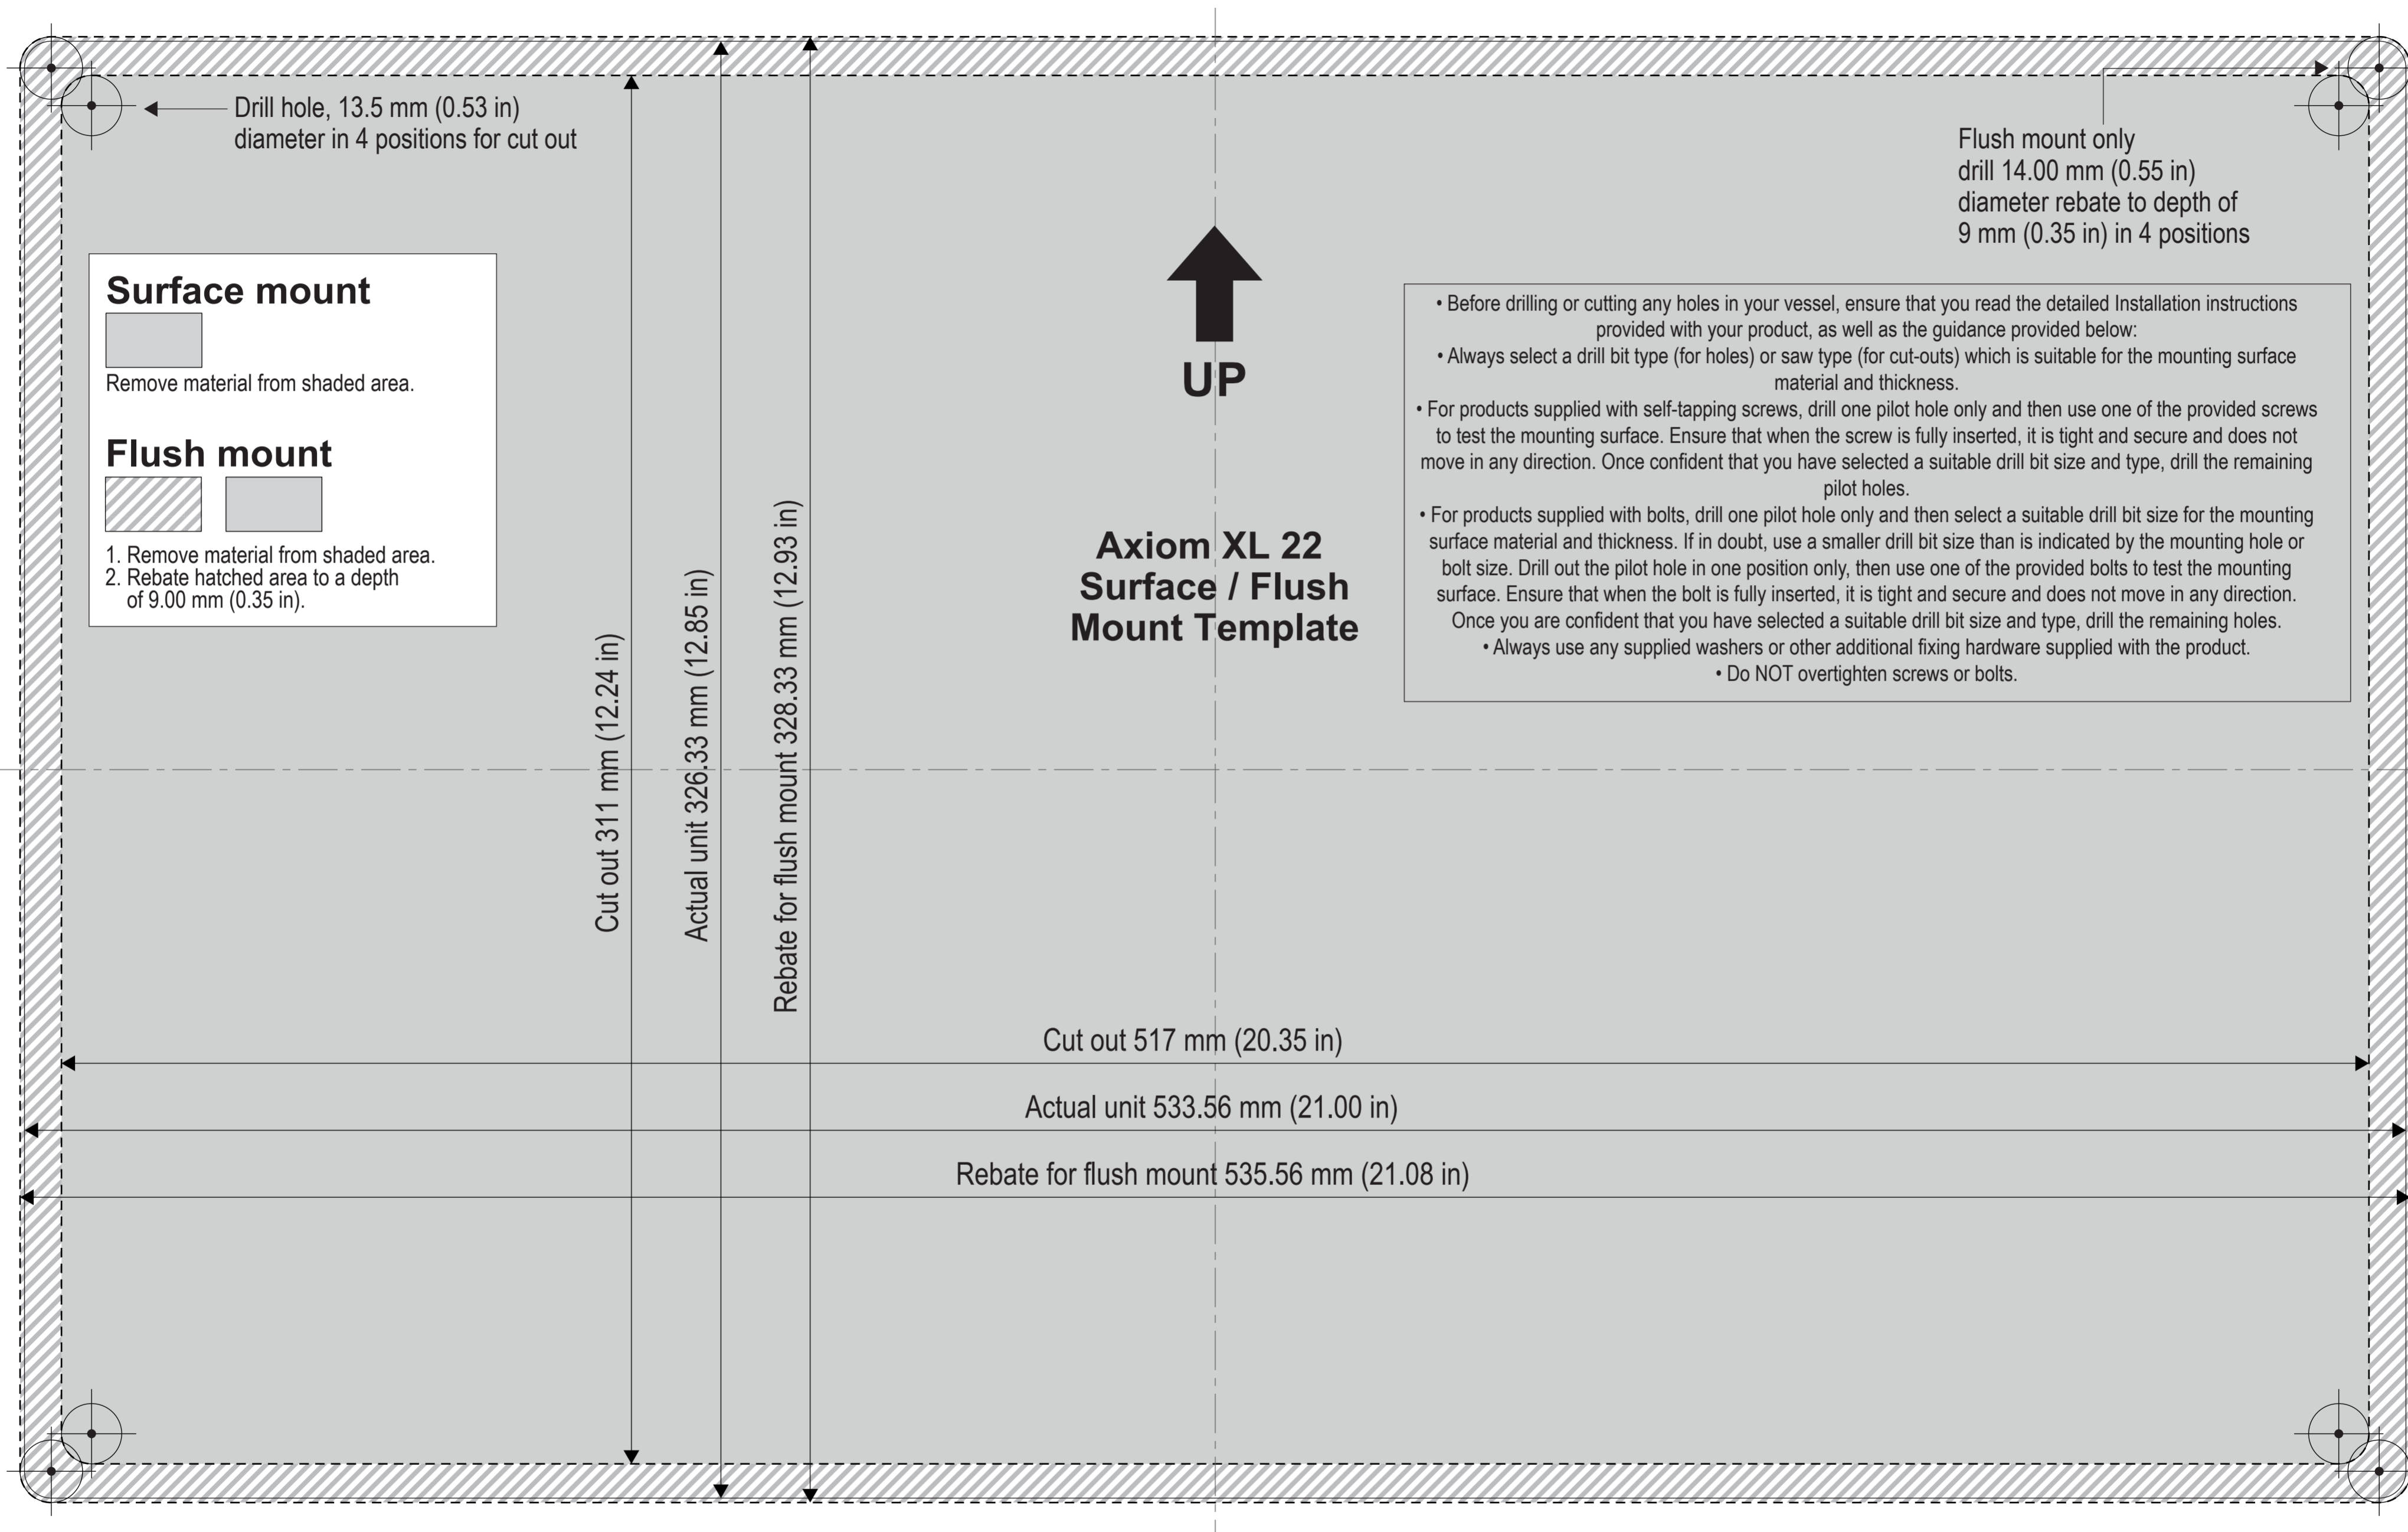 Drill hole, 13.5 mm (0.53 in)
diameter in 4 positions for cut out
Flush mount only
drill 14.00 mm (0.55 in)
diameter rebate to depth of
9 mm (0.35 in) in 4 positions
Surface mount
Remove material from shaded area.
Flush mount
1. Remove material from shaded area.
2. Rebate hatched area to a depth
of 9.00 mm (0.35 in).
UP
Axiom XL 22
Surface / Flush
Mount Template
• Before drilling or cutting any holes in your vessel, ensure that you read the detailed Installation instructions
provided with your product, as well as the guidance provided below:
• Always select a drill bit type (for holes) or saw type (for cut-outs) which is suitable for the mounting surface
material and thickness.
• For products supplied with self-tapping screws, drill one pilot hole only and then use one of the provided screws
to test the mounting surface. Ensure that when the screw is fully inserted, it is tight and secure and does not
move in any direction. Once confident that you have selected a suitable drill bit size and type, drill the remaining
pilot holes.
• For products supplied with bolts, drill one pilot hole only and then select a suitable drill bit size for the mounting
surface material and thickness. If in doubt, use a smaller drill bit size than is indicated by the mounting hole or
bolt size. Drill out the pilot hole in one position only, then use one of the provided bolts to test the mounting
surface. Ensure that when the bolt is fully inserted, it is tight and secure and does not move in any direction.
Once you are confident that you have selected a suitable drill bit size and type, drill the remaining holes.
• Always use any supplied washers or other additional fixing hardware supplied with the product.
• Do NOT overtighten screws or bolts.
Cut out 311 mm (12.24 in)
Actual unit 326.33 mm (12.85 in)
Rebate for flush mount 328.33 mm (12.93 in)
Cut out 517 mm (20.35 in)
Actual unit 533.56 mm (21.00 in)
Rebate for flush mount 535.56 mm (21.08 in)